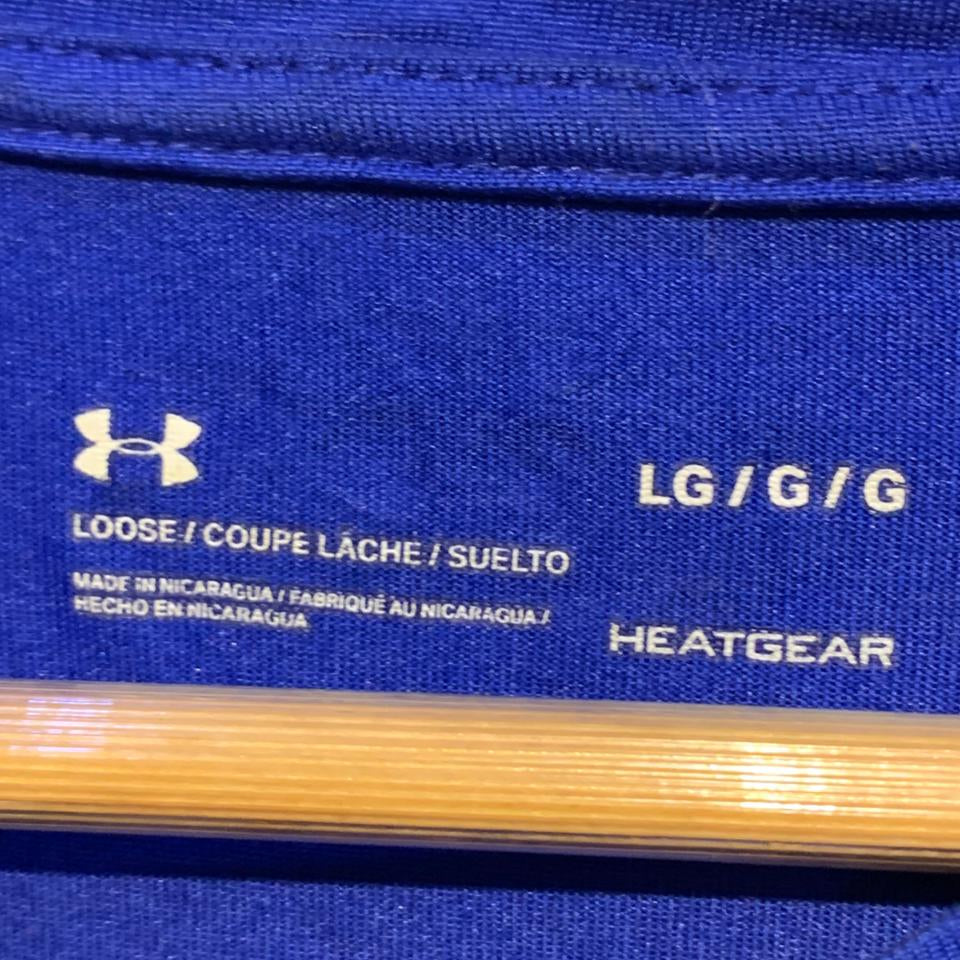 LG / G / G
LOOSE / COUPE LÂCHE / SUELTO
MADE IN NICARAGUA / FABRIQUÉ AU NICARAGUA /
HECHO EN NICARAGUA
HEATGEAR